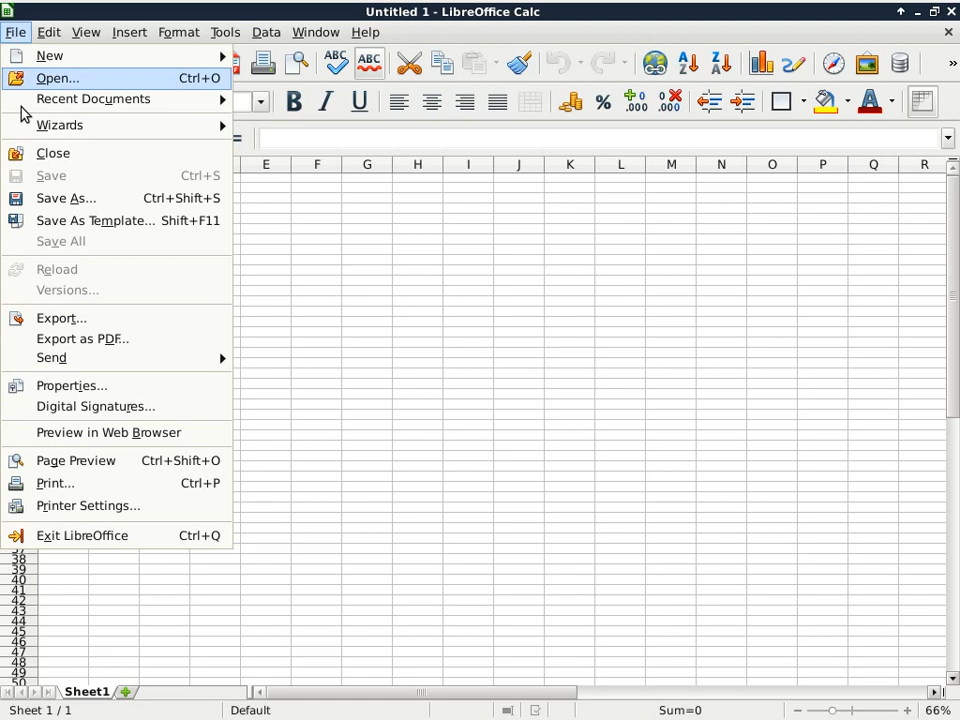 Untitled 1 - LibreOffice Calc
File Edit View Insert Format Tools Data Window Help
New
Open... Ctrl+O
Recent Documents
Wizards
Close
Save Ctrl+S
Save As... Ctrl+Shift+S
Save As Template... Shift+F11
Save All
Reload
Versions...
Export...
Export as PDF...
Send
Properties...
Digital Signatures...
Preview in Web Browser
Page Preview Ctrl+Shift+O
Print... Ctrl+P
Printer Settings...
Exit LibreOffice Ctrl+Q
ABC ABC
B I U %
=
E F G H I J K L M N O P Q R
38
39
40
41
42
43
44
45
46
47
48
49
50
Sheet1
Sheet 1 / 1 Default Sum=0 66%